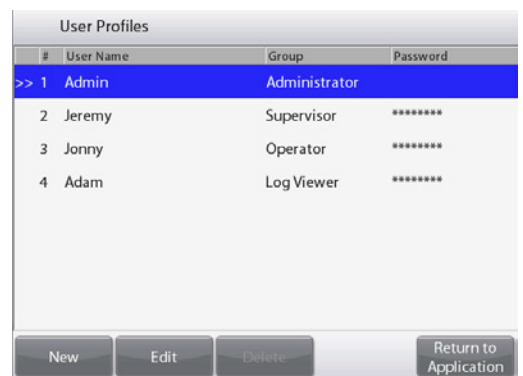 User Profiles
# User Name Group Password
>> 1 Admin Administrator
2 Jeremy Supervisor ********
3 Jonny Operator ********
4 Adam Log Viewer ********
New Edit Delete Return to
Application